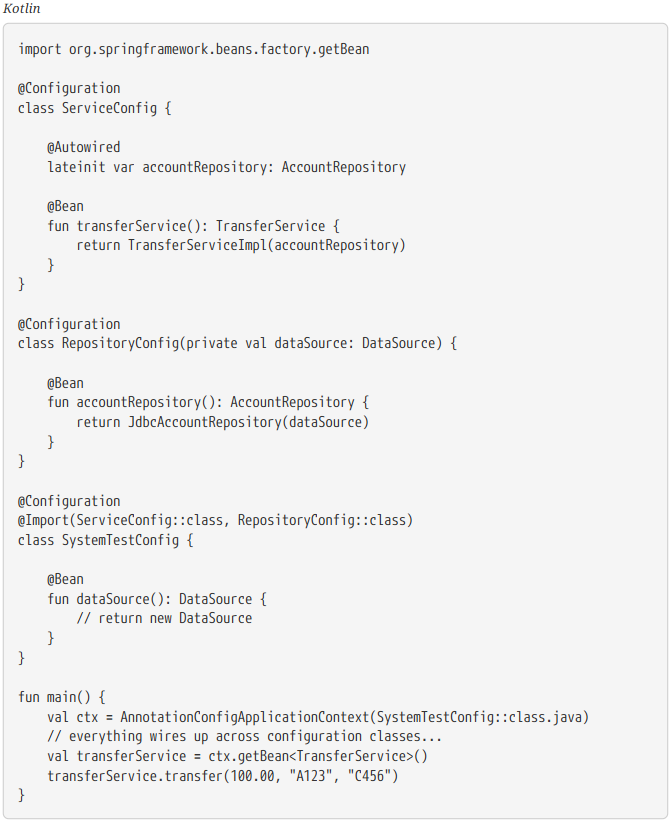 Kotlin
import org.springframework.beans.factory.getBean
@Configuration
class ServiceConfig {
    @Autowired
    lateinit var accountRepository: AccountRepository
    @Bean
    fun transferService(): TransferService {
        return TransferServiceImpl(accountRepository)
    }
}
@Configuration
class RepositoryConfig(private val dataSource: DataSource) {
    @Bean
    fun accountRepository(): AccountRepository {
        return JdbcAccountRepository(dataSource)
    }
}
@Configuration
@Import(ServiceConfig::class, RepositoryConfig::class)
class SystemTestConfig {
    @Bean
    fun dataSource(): DataSource {
        // return new DataSource
    }
}
fun main() {
    val ctx = AnnotationConfigApplicationContext(SystemTestConfig::class.java)
    // everything wires up across configuration classes...
    val transferService = ctx.getBean<TransferService>()
    transferService.transfer(100.00, "A123", "C456")
}